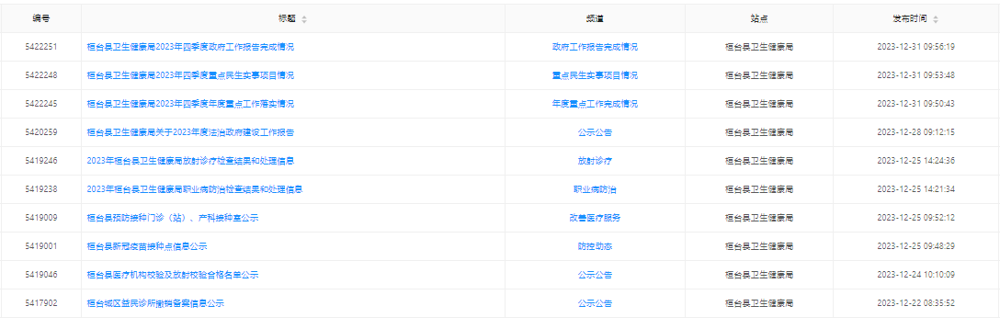 编号 标题 频道 站点 发布时间
5422251 桓台县卫生健康局2023年四季度政府工作报告完成情况 政府工作报告完成情况 桓台县卫生健康局 2023-12-31 09:56:19
5422248 桓台县卫生健康局2023年四季度重点民生实事项目情况 重点民生实事项目情况 桓台县卫生健康局 2023-12-31 09:53:48
5422245 桓台县卫生健康局2023年四季度年度重点工作落实情况 年度重点工作完成情况 桓台县卫生健康局 2023-12-31 09:50:43
5420259 桓台县卫生健康局关于2023年度法治政府建设工作报告 公示公告 桓台县卫生健康局 2023-12-28 09:12:15
5419246 2023年桓台县卫生健康局放射诊疗检查结果和处理信息 放射诊疗 桓台县卫生健康局 2023-12-25 14:24:36
5419238 2023年桓台县卫生健康局职业病防治检查结果和处理信息 职业病防治 桓台县卫生健康局 2023-12-25 14:21:34
5419009 桓台县预防接种门诊（站）、产科接种室公示 改善医疗服务 桓台县卫生健康局 2023-12-25 09:52:12
5419001 桓台县新冠疫苗接种点信息公示 防控动态 桓台县卫生健康局 2023-12-25 09:48:29
5419046 桓台县医疗机构校验及放射校验合格名单公示 公示公告 桓台县卫生健康局 2023-12-24 10:10:09
5417902 桓台城区益民诊所撤销备案信息公示 公示公告 桓台县卫生健康局 2023-12-22 08:35:52